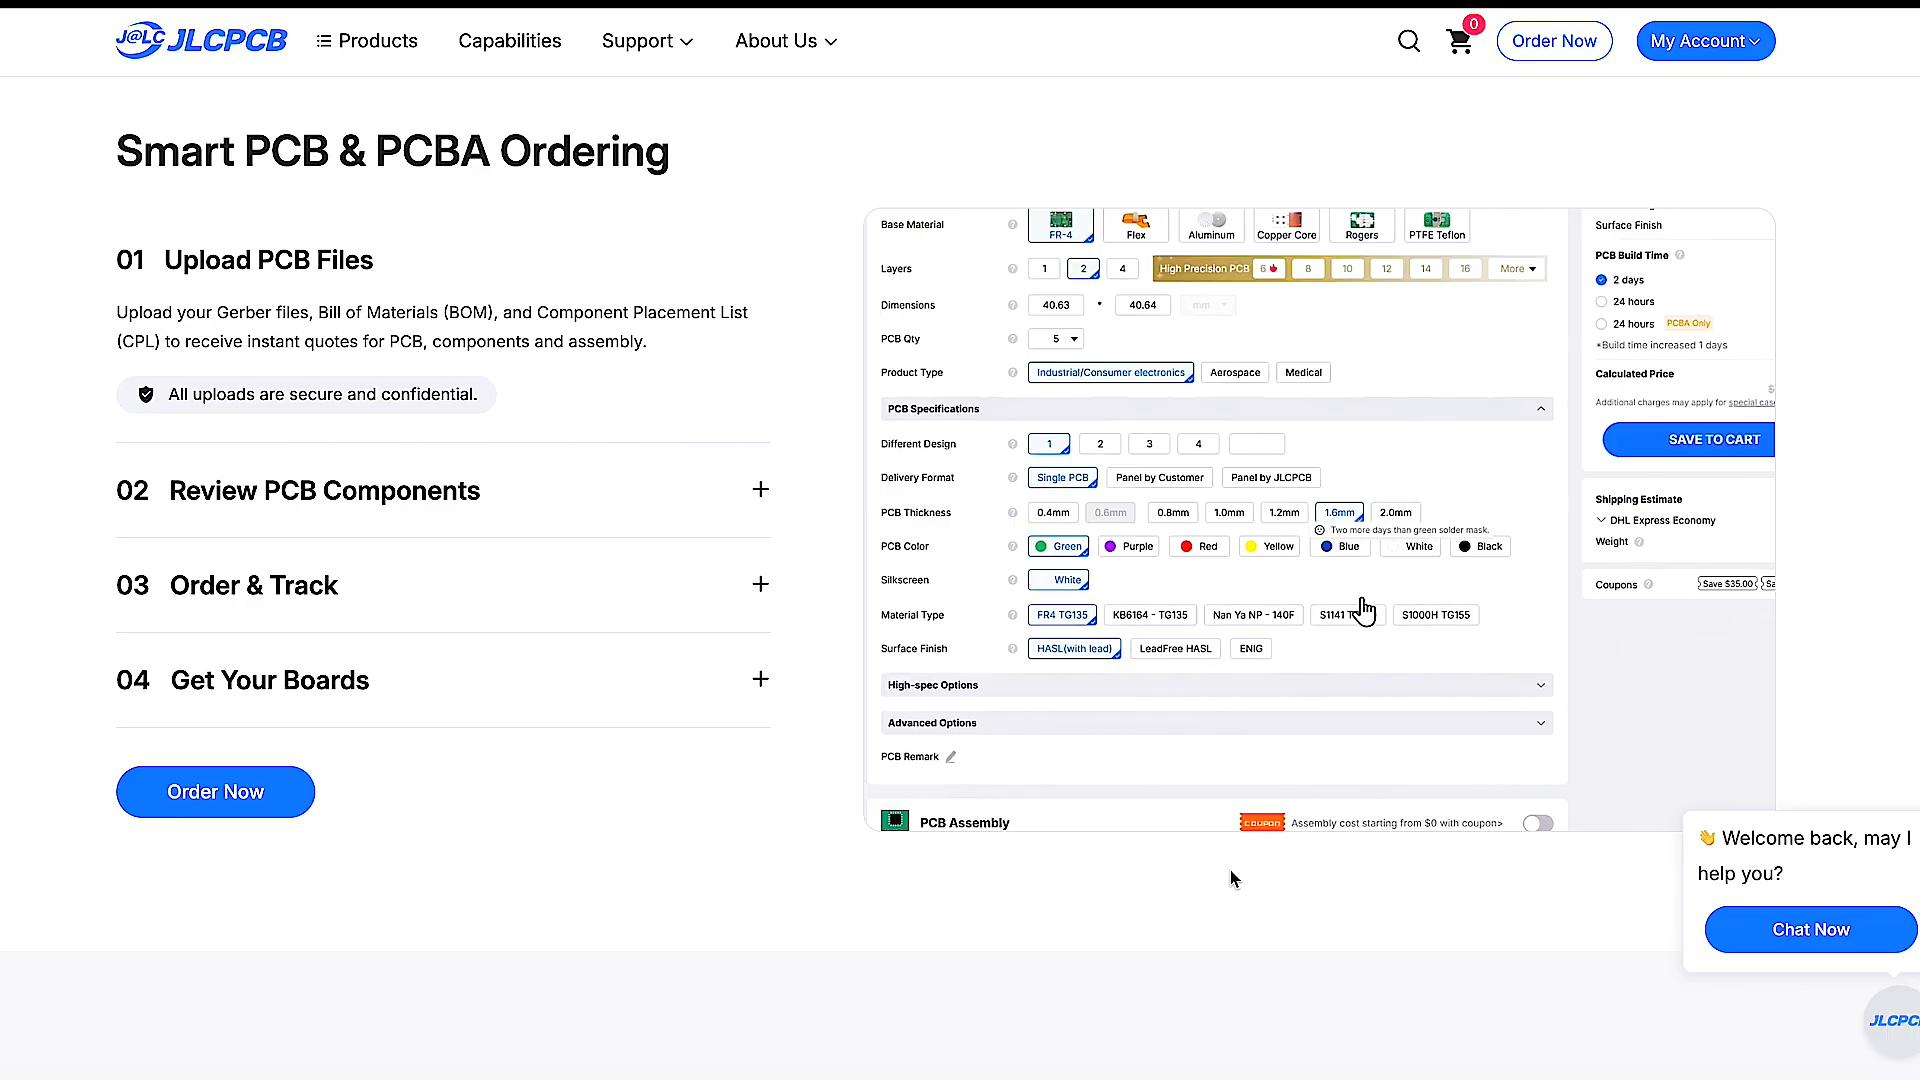 J@LC JLCPCB Products Capabilities Support About Us 0 Order Now My Account
Smart PCB & PCBA Ordering
01 Upload PCB Files
Upload your Gerber files, Bill of Materials (BOM), and Component Placement List
(CPL) to receive instant quotes for PCB, components and assembly.
All uploads are secure and confidential.
02 Review PCB Components +
03 Order & Track +
04 Get Your Boards +
Order Now
Base Material FR-4 Flex Aluminum Copper Core Rogers PTFE Teflon
Layers 1 2 4 High Precision PCB 6 8 10 12 14 16 More
Dimensions 40.63 * 40.64 mm
PCB Qty 5
Product Type Industrial/Consumer electronics Aerospace Medical
PCB Specifications
Different Design 1 2 3 4
Delivery Format Single PCB Panel by Customer Panel by JLCPCB
PCB Thickness 0.4mm 0.6mm 0.8mm 1.0mm 1.2mm 1.6mm 2.0mm
Two more days than green solder mask.
PCB Color Green Purple Red Yellow Blue White Black
Silkscreen White
Material Type FR4 TG135 KB6164 - TG135 Nan Ya NP - 140F S1141 S1000H TG155
Surface Finish HASL(with lead) LeadFree HASL ENIG
High-spec Options
Advanced Options
PCB Remark
PCB Assembly COUPON Assembly cost starting from $0 with coupon>
Surface Finish
PCB Build Time
2 days
24 hours
24 hours PCBA Only
*Build time increased 1 days
Calculated Price
Additional charges may apply for special
SAVE TO CART
Shipping Estimate
DHL Express Economy
Weight
Coupons Save $35.00
👋 Welcome back, may I
help you?
Chat Now